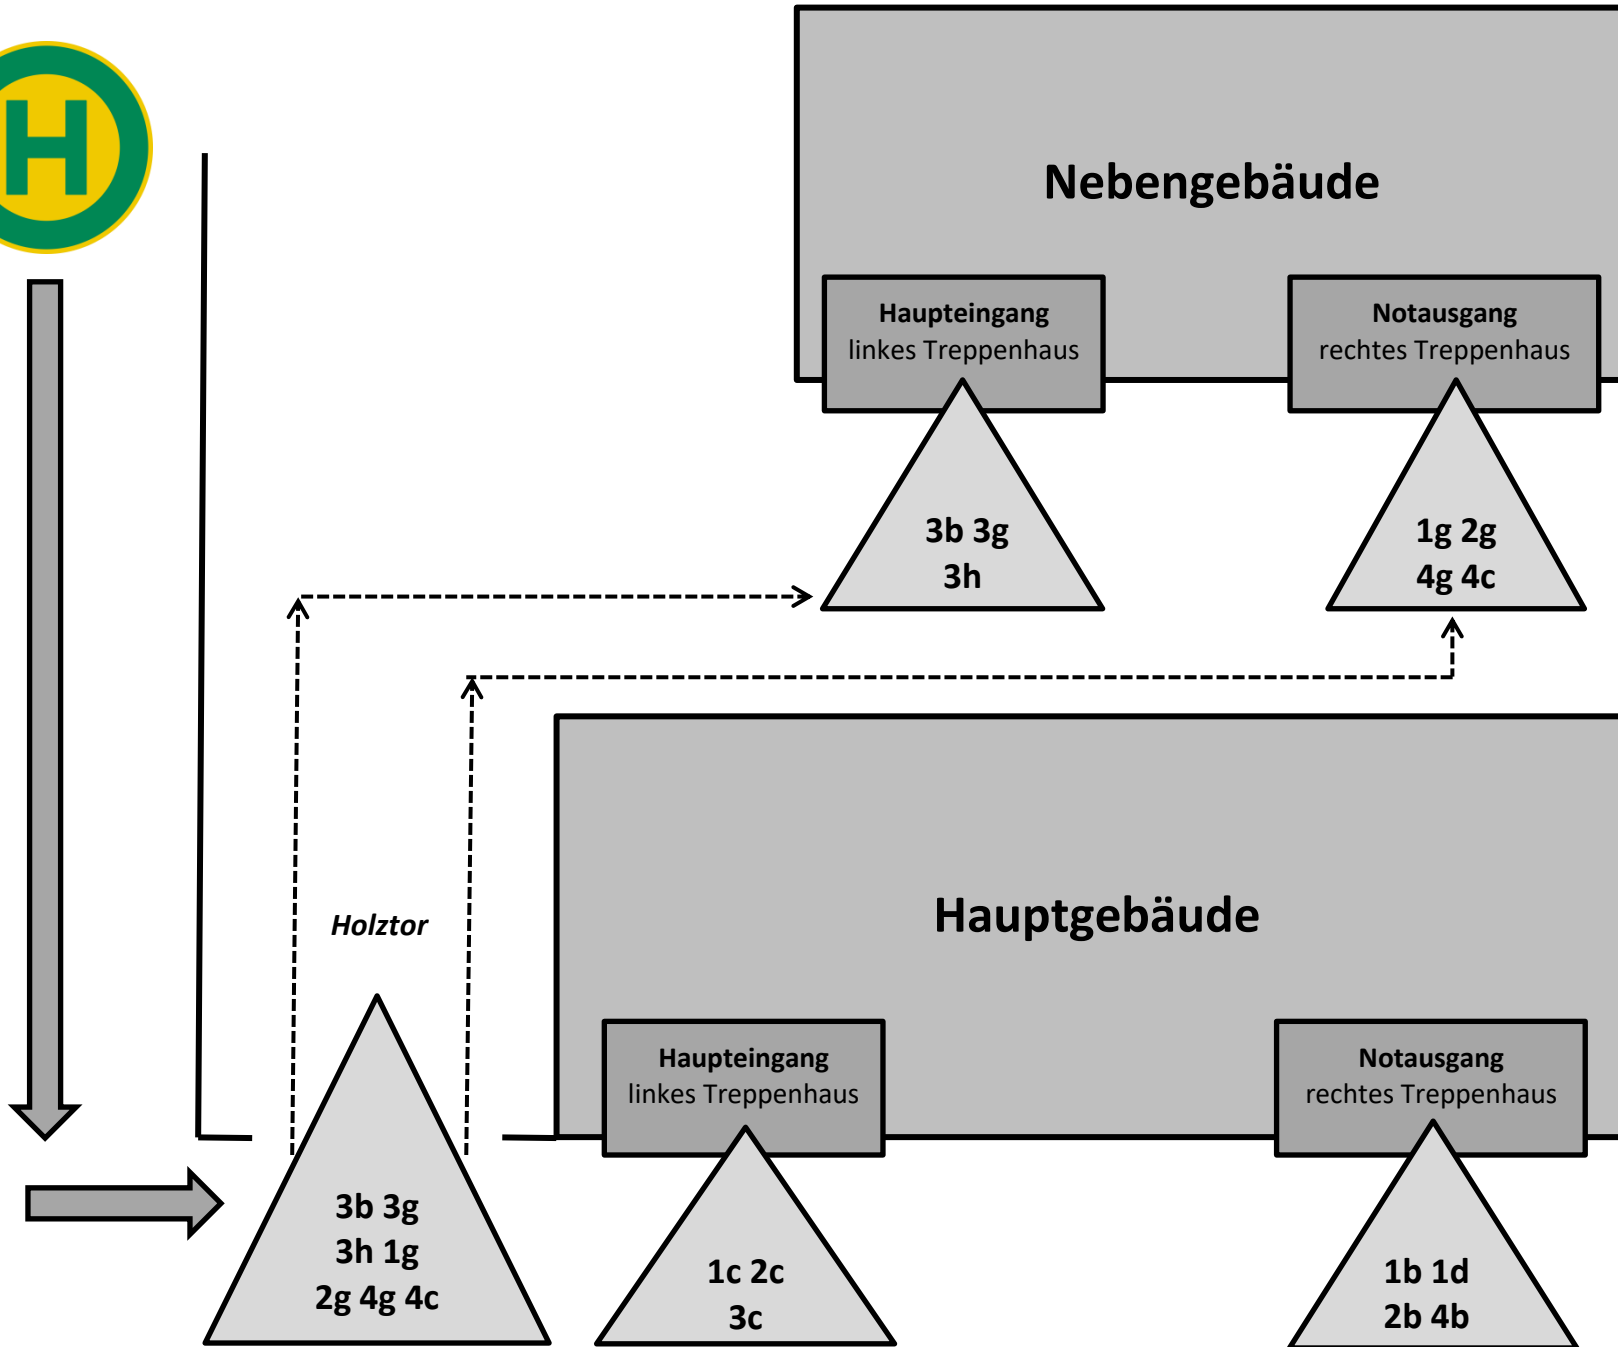 H
Nebengebäude
Haupteingang
linkes Treppenhaus
Notausgang
rechtes Treppenhaus
3b 3g
3h
1g 2g
4g 4c
Hauptgebäude
Holztor
Haupteingang
linkes Treppenhaus
Notausgang
rechtes Treppenhaus
3b 3g
3h 1g
2g 4g 4c
1c 2c
3c
1b 1d
2b 4b